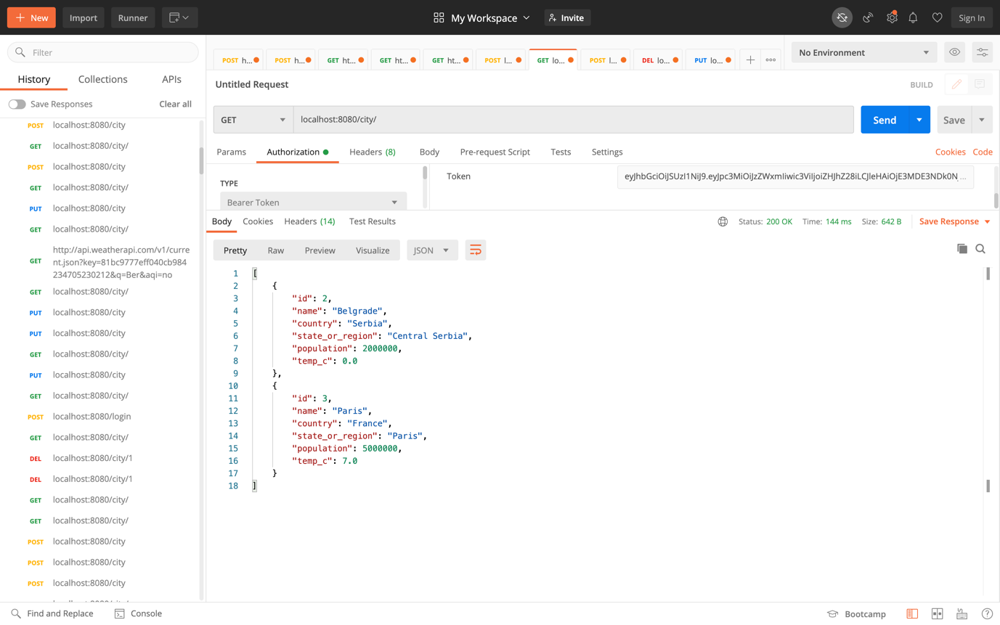 New
Import
Runner
My Workspace
Invite
Sign In
Filter
History
Collections
APIs
Save Responses
Clear all
POST localhost:8080/city
GET localhost:8080/city/
POST localhost:8080/city
GET localhost:8080/city/
PUT localhost:8080/city
GET localhost:8080/city/
GET http://api.weatherapi.com/v1/curre
nt.json?key=81bc9777eff040cb984
234705230212&q=Ber&aqi=no
GET localhost:8080/city/
PUT localhost:8080/city
PUT localhost:8080/city
GET localhost:8080/city/
PUT localhost:8080/city
GET localhost:8080/city/
POST localhost:8080/login
GET localhost:8080/city/
DEL localhost:8080/city/1
DEL localhost:8080/city/1
GET localhost:8080/city/
GET localhost:8080/city/
POST localhost:8080/city
POST localhost:8080/city
POST localhost:8080/city
POST h...
POST h...
GET ht...
GET ht...
GET ht...
POST l...
GET lo...
POST l...
DEL lo...
PUT lo...
No Environment
Untitled Request
BUILD
GET
localhost:8080/city/
Send
Save
Params
Authorization
Headers (8)
Body
Pre-request Script
Tests
Settings
Cookies
Code
TYPE
Bearer Token
Token
eyJhbGciOiJSUzI1NiJ9.eyJpc3MiOiJzZWxmIiwic3ViIjoiZHJhZ28iLCJleHAiOjE3MDE3NDk0N...
Body
Cookies
Headers (14)
Test Results
Status: 200 OK
Time: 144 ms
Size: 642 B
Save Response
Pretty
Raw
Preview
Visualize
JSON
1 [
2 {
3 "id": 2,
4 "name": "Belgrade",
5 "country": "Serbia",
6 "state_or_region": "Central Serbia",
7 "population": 2000000,
8 "temp_c": 0.0
9 },
10 {
11 "id": 3,
12 "name": "Paris",
13 "country": "France",
14 "state_or_region": "Paris",
15 "population": 5000000,
16 "temp_c": 7.0
17 }
18 ]
Find and Replace
Console
Bootcamp